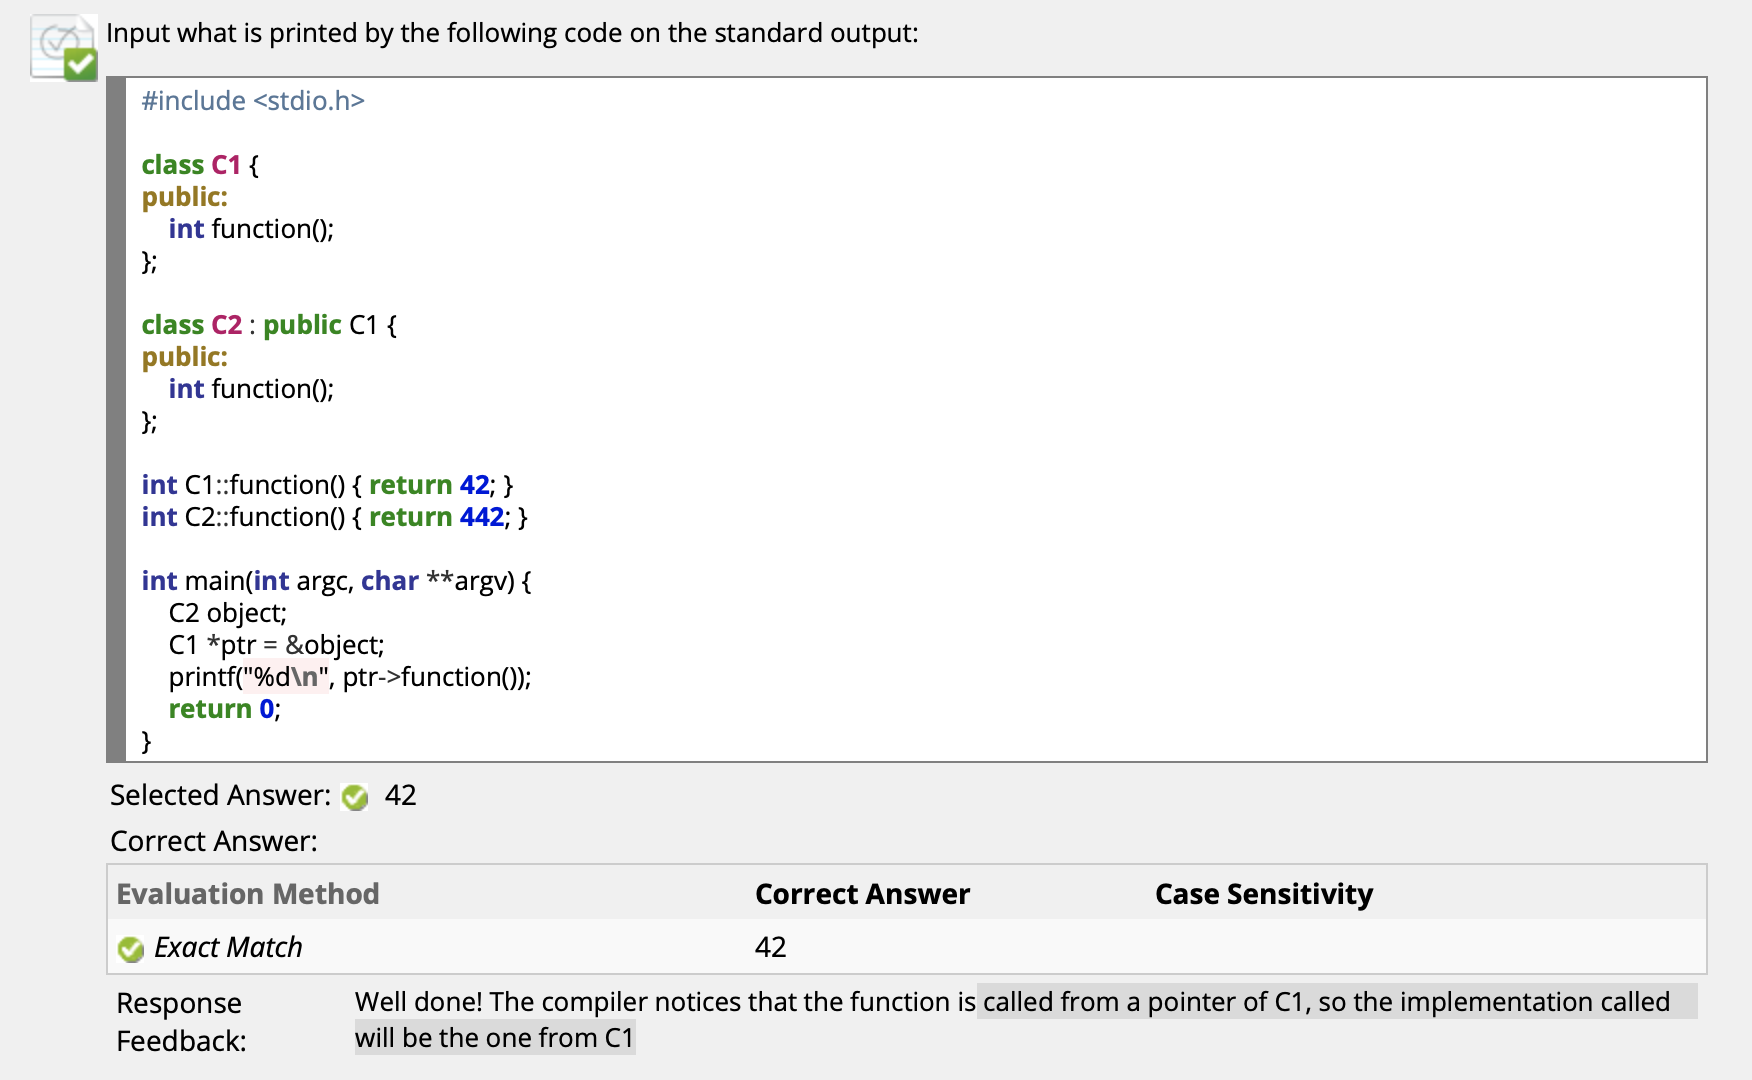 Input what is printed by the following code on the standard output:
#include <stdio.h>
class C1 {
public:
    int function();
};
class C2 : public C1 {
public:
    int function();
};
int C1::function() { return 42; }
int C2::function() { return 442; }
int main(int argc, char **argv) {
    C2 object;
    C1 *ptr = &object;
    printf("%d\n", ptr->function());
    return 0;
}
Selected Answer: 42
Correct Answer:
Evaluation Method Correct Answer Case Sensitivity
Exact Match 42
Response Well done! The compiler notices that the function is called from a pointer of C1, so the implementation called
Feedback: will be the one from C1